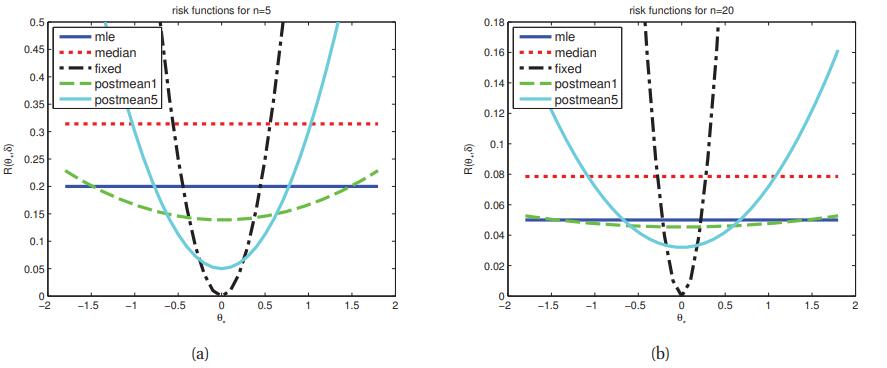 risk functions for n=5
0.5
0.45
0.4
0.35
0.3
0.25
0.2
0.15
0.1
0.05
0
R(θ*,δ)
mle
median
fixed
postmean1
postmean5
−2 −1.5 −1 −0.5 0 0.5 1 1.5 2
θ*
(a)
risk functions for n=20
0.18
0.16
0.14
0.12
0.1
0.08
0.06
0.04
0.02
0
R(θ*,δ)
mle
median
fixed
postmean1
postmean5
−2 −1.5 −1 −0.5 0 0.5 1 1.5 2
θ*
(b)